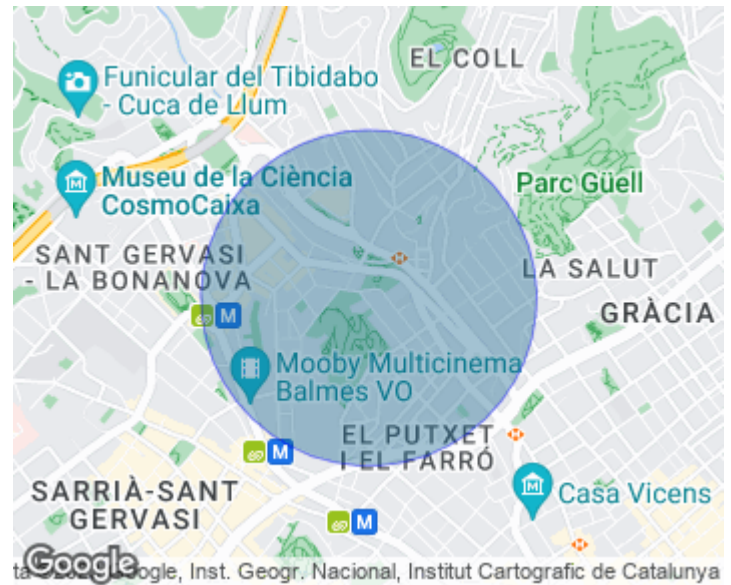 EL COLL
Funicular del Tibidabo
- Cuca de Llum
Museu de la Ciència
CosmoCaixa
Parc Güell
SANT GERVASI
- LA BONANOVA
LA SALUT
GRÀCIA
M
Mooby Multicinema
Balmes VO
EL PUTXET
I EL FARRÓ
M
SARRIÀ-SANT
GERVASI
Casa Vicens
M
Google
Google, Inst. Geogr. Nacional, Institut Cartogràfic de Catalunya